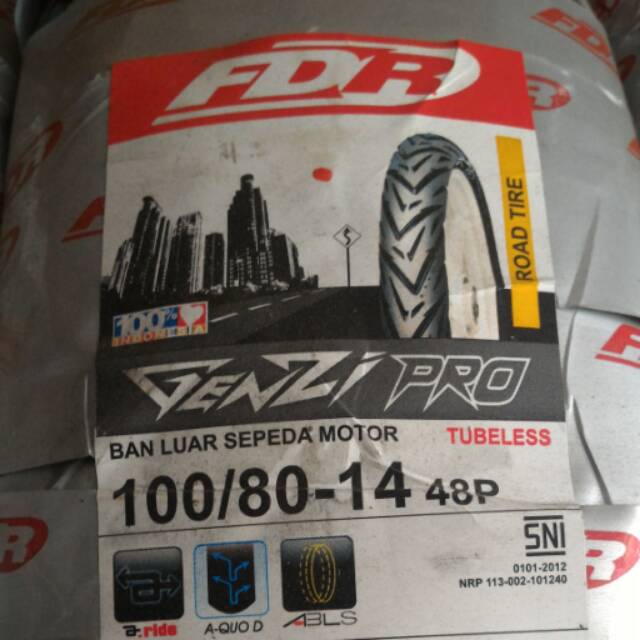 FDR
ROAD TIRE
100%
INDONESIA
GENZI PRO
BAN LUAR SEPEDA MOTOR TUBELESS
100/80-14 48P
SNI
0101-2012
NRP 113-002-101240
a.ride A-QUO D ABLS
FDR